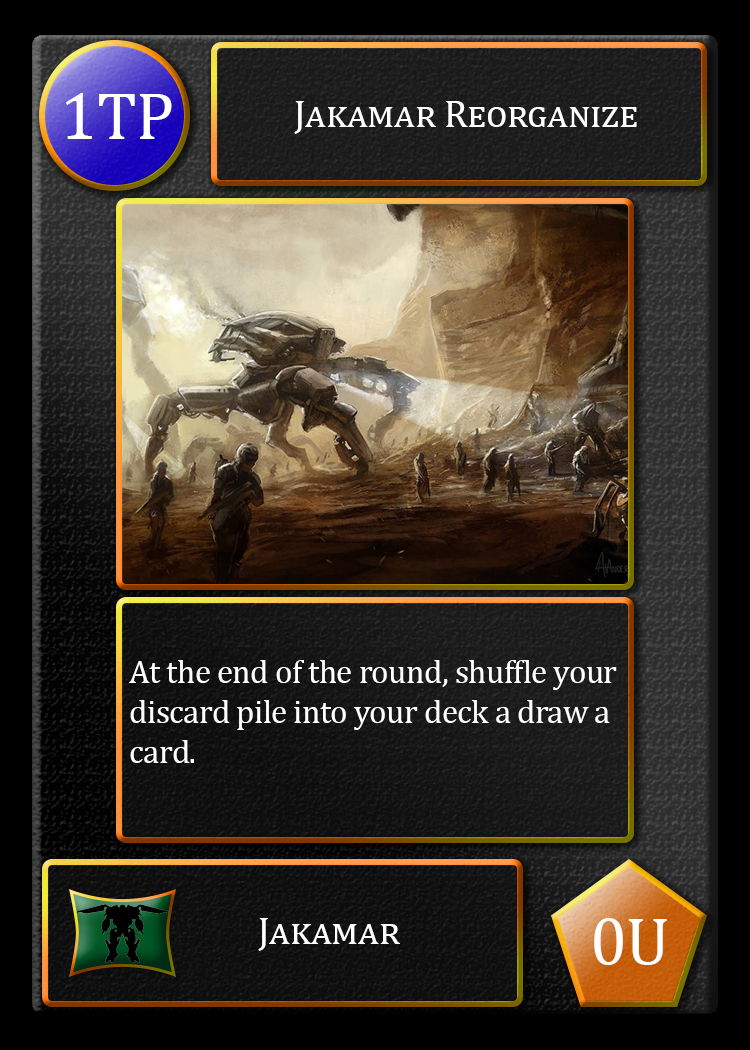 1TP
Jakamar Reorganize
At the end of the round, shuffle your
discard pile into your deck a draw a
card.
Jakamar
0U